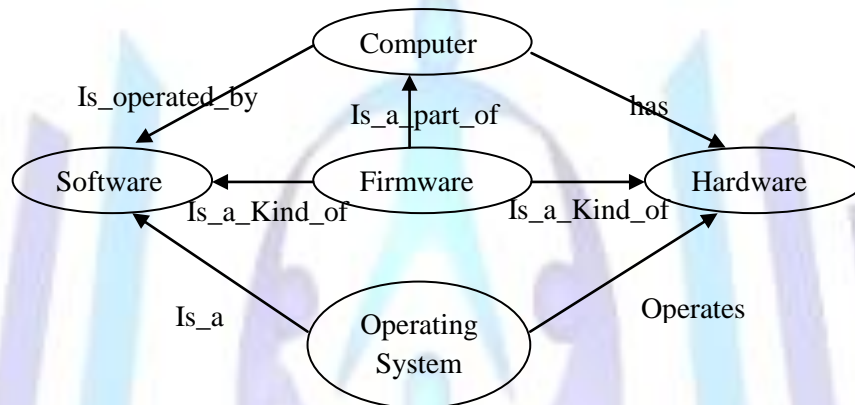 Computer
Is_operated_by
Is_a_part_of
has
Software
Firmware
Hardware
Is_a_Kind_of
Is_a_Kind_of
Is_a
Operating
System
Operates